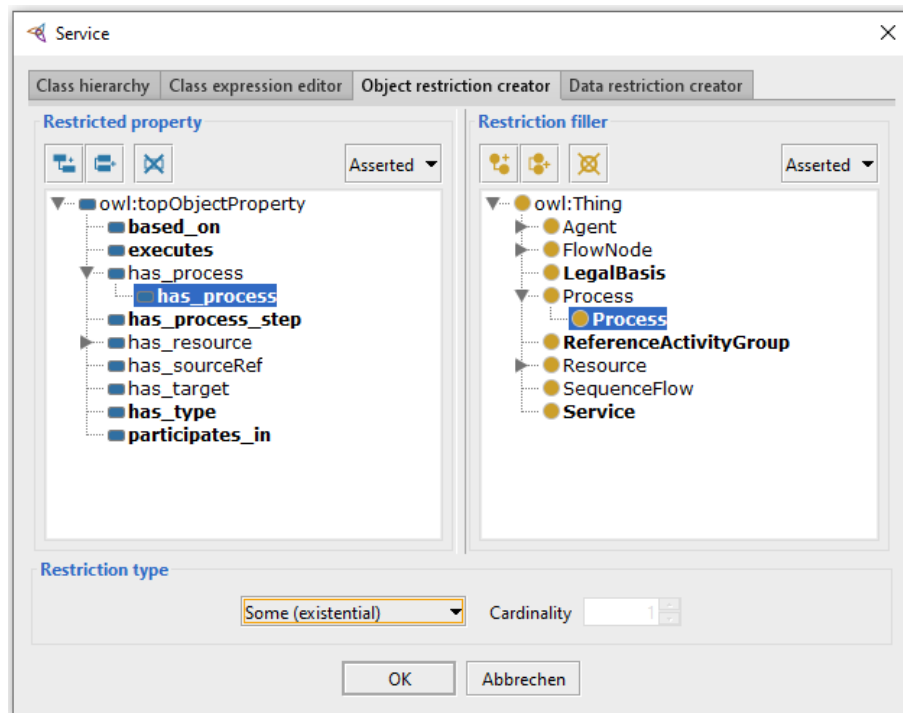 Service
Class hierarchy Class expression editor Object restriction creator Data restriction creator
Restricted property
Asserted
owl:topObjectProperty
based_on
executes
has_process
has_process
has_process_step
has_resource
has_sourceRef
has_target
has_type
participates_in
Restriction filler
Asserted
owl:Thing
Agent
FlowNode
LegalBasis
Process
Process
ReferenceActivityGroup
Resource
SequenceFlow
Service
Restriction type
Some (existential) Cardinality 1
OK Abbrechen